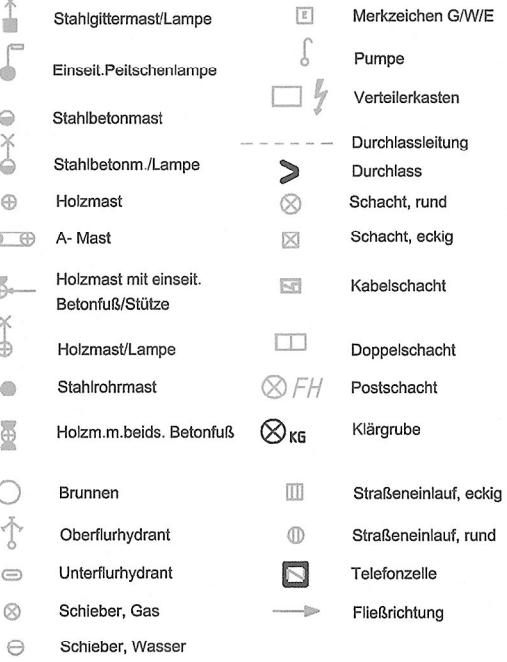 Stahlgittermast/Lampe
Einseit.Peitschenlampe
Stahlbetonmast
Stahlbetonm./Lampe
Holzmast
A- Mast
Holzmast mit einseit.
Betonfuß/Stütze
Holzmast/Lampe
Stahlrohrmast
Holzm.m.beids. Betonfuß
Brunnen
Oberflurhydrant
Unterflurhydrant
Schieber, Gas
Schieber, Wasser
E Merkzeichen G/W/E
Pumpe
Verteilerkasten
Durchlassleitung
Durchlass
Schacht, rund
Schacht, eckig
Kabelschacht
Doppelschacht
FH Postschacht
KG Klärgrube
Straßeneinlauf, eckig
Straßeneinlauf, rund
Telefonzelle
Fließrichtung